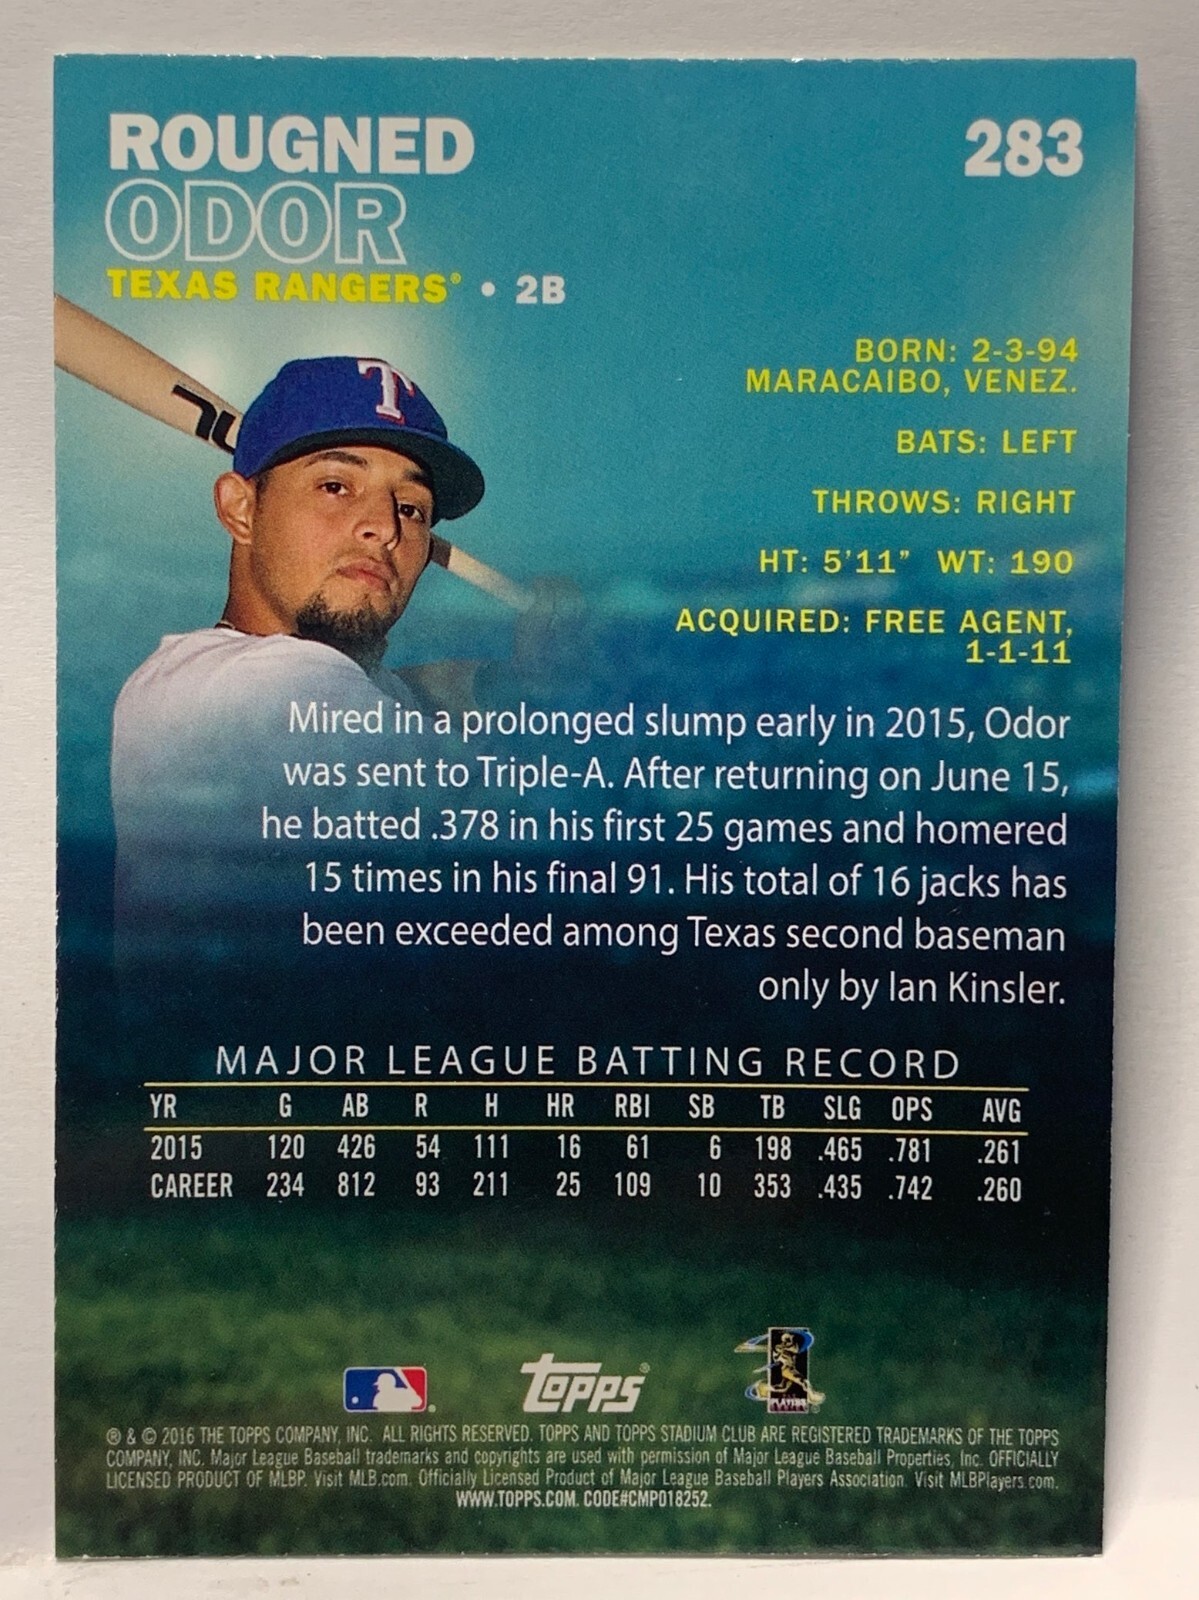 ROUGNED
ODOR
TEXAS RANGERS® • 2B
283
BORN: 2-3-94
MARACAIBO, VENEZ.
BATS: LEFT
THROWS: RIGHT
HT: 5'11" WT: 190
ACQUIRED: FREE AGENT,
1-1-11
T
Mired in a prolonged slump early in 2015, Odor
was sent to Triple-A. After returning on June 15,
he batted .378 in his first 25 games and homered
15 times in his final 91. His total of 16 jacks has
been exceeded among Texas second baseman
only by Ian Kinsler.
MAJOR LEAGUE BATTING RECORD
YR G AB R H HR RBI SB TB SLG OPS AVG
2015 120 426 54 111 16 61 6 198 .465 .781 .261
CAREER 234 812 93 211 25 109 10 353 .435 .742 .260
topps®
PLAYERS
® & © 2016 THE TOPPS COMPANY, INC. ALL RIGHTS RESERVED. TOPPS AND TOPPS STADIUM CLUB ARE REGISTERED TRADEMARKS OF THE TOPPS
COMPANY, INC. Major League Baseball trademarks and copyrights are used with permission of Major League Baseball Properties, Inc. OFFICIALLY
LICENSED PRODUCT OF MLBP. Visit MLB.com. Officially Licensed Product of Major League Baseball Players Association. Visit MLBPlayers.com.
WWW.TOPPS.COM. CODE#CMP018252.